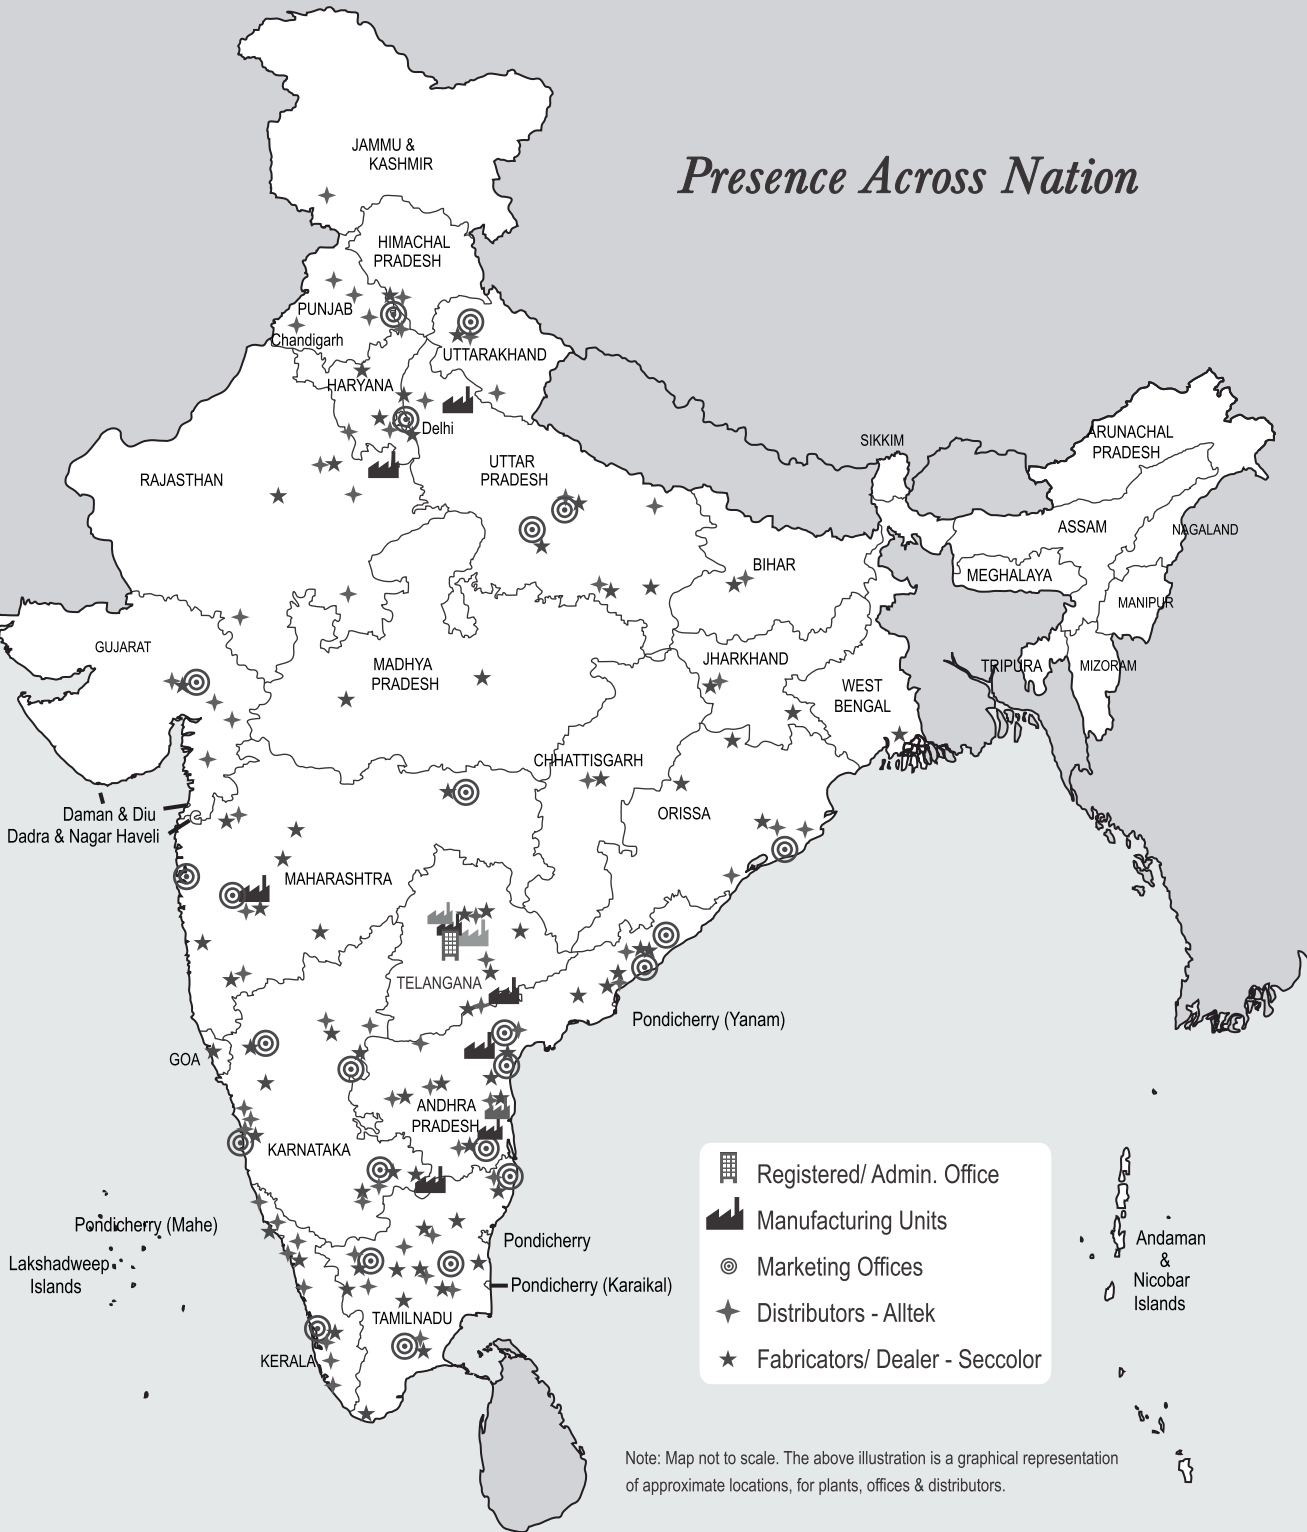 JAMMU &
KASHMIR
Presence Across Nation
HIMACHAL
PRADESH
PUNJAB
Chandigarh
UTTARAKHAND
HARYANA
Delhi
SIKKIM
ARUNACHAL
PRADESH
RAJASTHAN
UTTAR
PRADESH
ASSAM
NAGALAND
BIHAR
MEGHALAYA
MANIPUR
GUJARAT
MADHYA
PRADESH
JHARKHAND
TRIPURA
MIZORAM
WEST
BENGAL
CHHATTISGARH
Daman & Diu
Dadra & Nagar Haveli
ORISSA
MAHARASHTRA
TELANGANA
Pondicherry (Yanam)
GOA
ANDHRA
PRADESH
KARNATAKA
Registered/ Admin. Office
Manufacturing Units
Marketing Offices
Distributors - Alltek
Fabricators/ Dealer - Seccolor
Pondicherry (Mahe)
Lakshadweep
Islands
Pondicherry
Pondicherry (Karaikal)
Andaman
&
Nicobar
Islands
TAMILNADU
KERALA
Note: Map not to scale. The above illustration is a graphical representation
of approximate locations, for plants, offices & distributors.